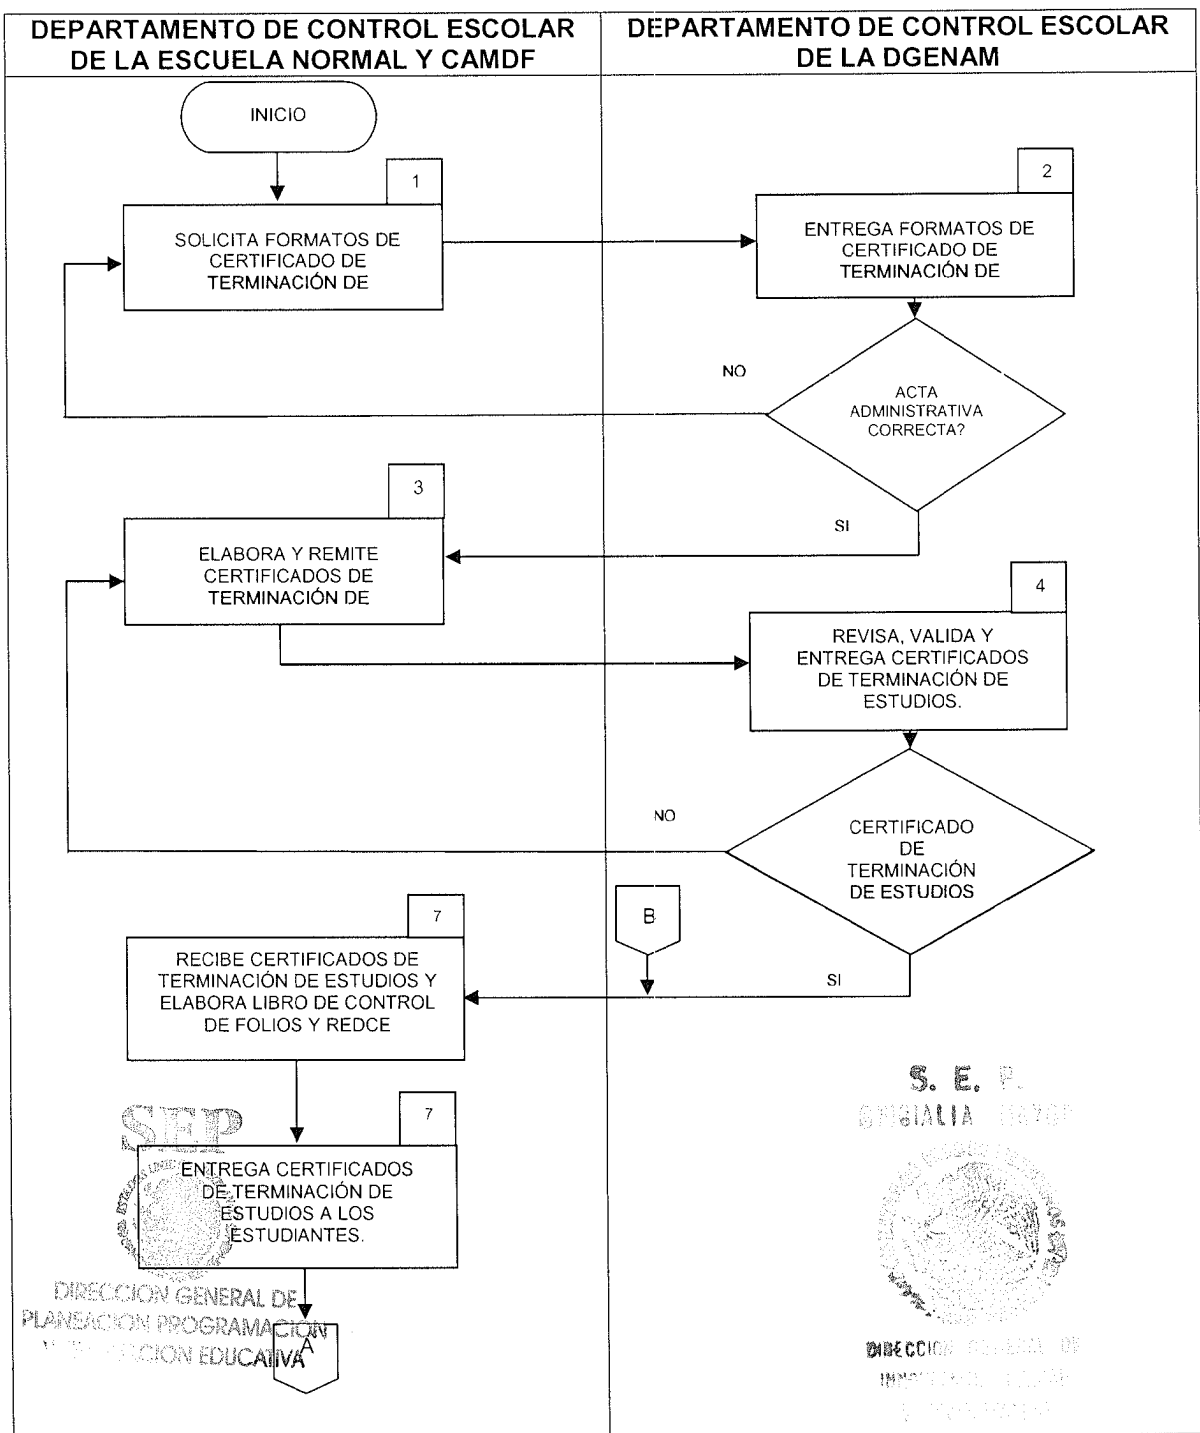 DEPARTAMENTO DE CONTROL ESCOLAR
DE LA ESCUELA NORMAL Y CAMDF
DEPARTAMENTO DE CONTROL ESCOLAR
DE LA DGENAM
INICIO
1
SOLICITA FORMATOS DE
CERTIFICADO DE
TERMINACIÓN DE
2
ENTREGA FORMATOS DE
CERTIFICADO DE
TERMINACIÓN DE
NO
ACTA
ADMINISTRATIVA
CORRECTA?
SI
3
ELABORA Y REMITE
CERTIFICADOS DE
TERMINACIÓN DE
4
REVISA, VALIDA Y
ENTREGA CERTIFICADOS
DE TERMINACIÓN DE
ESTUDIOS.
NO
CERTIFICADO
DE
TERMINACIÓN
DE ESTUDIOS
B
SI
7
RECIBE CERTIFICADOS DE
TERMINACIÓN DE ESTUDIOS Y
ELABORA LIBRO DE CONTROL
DE FOLIOS Y REDCE
7
ENTREGA CERTIFICADOS
DE TERMINACIÓN DE
ESTUDIOS A LOS
ESTUDIANTES.
A
SEP
DIRECCION GENERAL DE
PLANEACION PROGRAMACION
EDUCATIVA
S. E. P.
DIRECCION